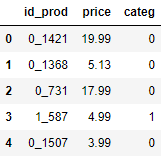 id_prod price categ
0 0_1421 19.99 0
1 0_1368 5.13 0
2 0_731 17.99 0
3 1_587 4.99 1
4 0_1507 3.99 0